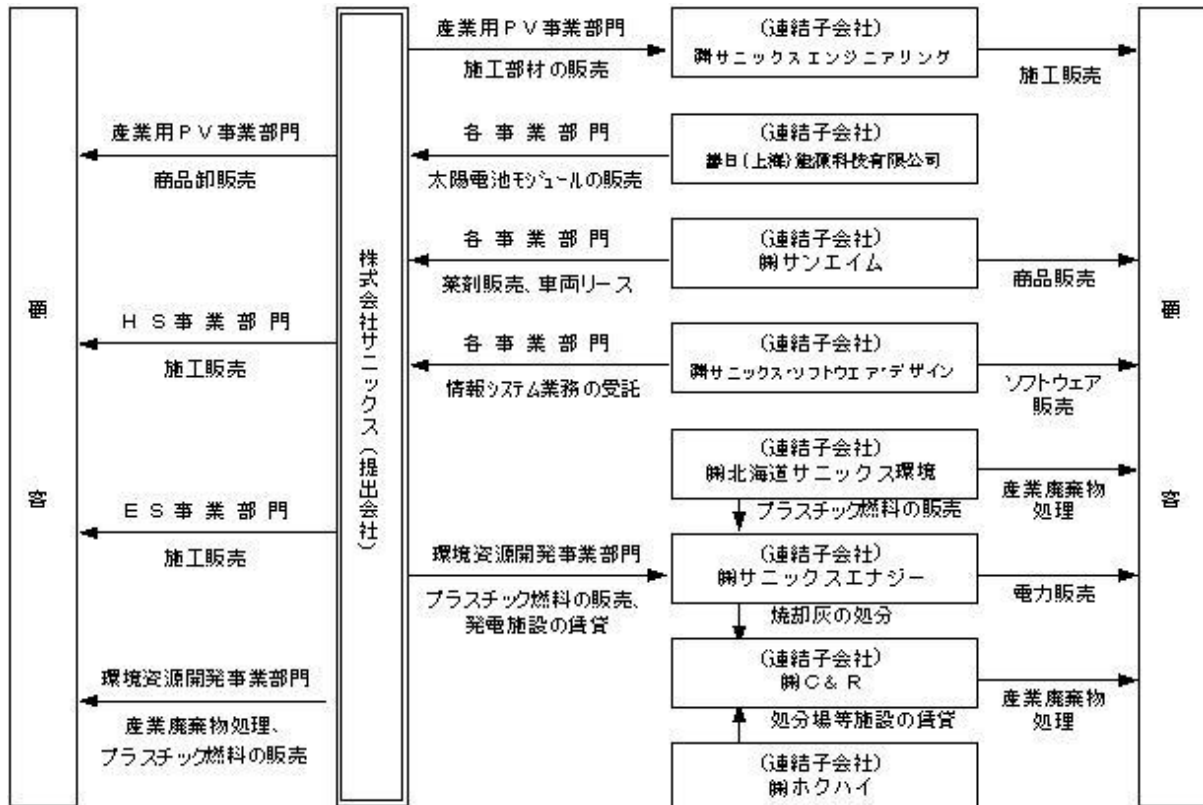 顧客
産業用PV事業部門
商品卸販売
HS事業部門
施工販売
ES事業部門
施工販売
環境資源開発事業部門
産業廃棄物処理、
プラスチック燃料の販売
株式会社サニックス(提出会社)
産業用PV事業部門
施工部材の販売
各事業部門
太陽電池モジュールの販売
各事業部門
薬剤販売、車両リース
各事業部門
情報システム業務の受託
環境資源開発事業部門
プラスチック燃料の販売、
発電施設の賃貸
(連結子会社)
㈱サニックスエンジニアリング
施工販売
(連結子会社)
日(上海)能源科技有限公司
(連結子会社)
㈱サンエイム
商品販売
(連結子会社)
㈱サニックス・ソフトウエア・デザイン
ソフトウェア
販売
(連結子会社)
㈱北海道サニックス環境
産業廃棄物
処理
プラスチック燃料の販売
(連結子会社)
㈱サニックスエナジー
電力販売
焼却灰の処分
(連結子会社)
㈱C&R
産業廃棄物
処理
処分場等施設の賃貸
(連結子会社)
㈱ホクハイ
顧客